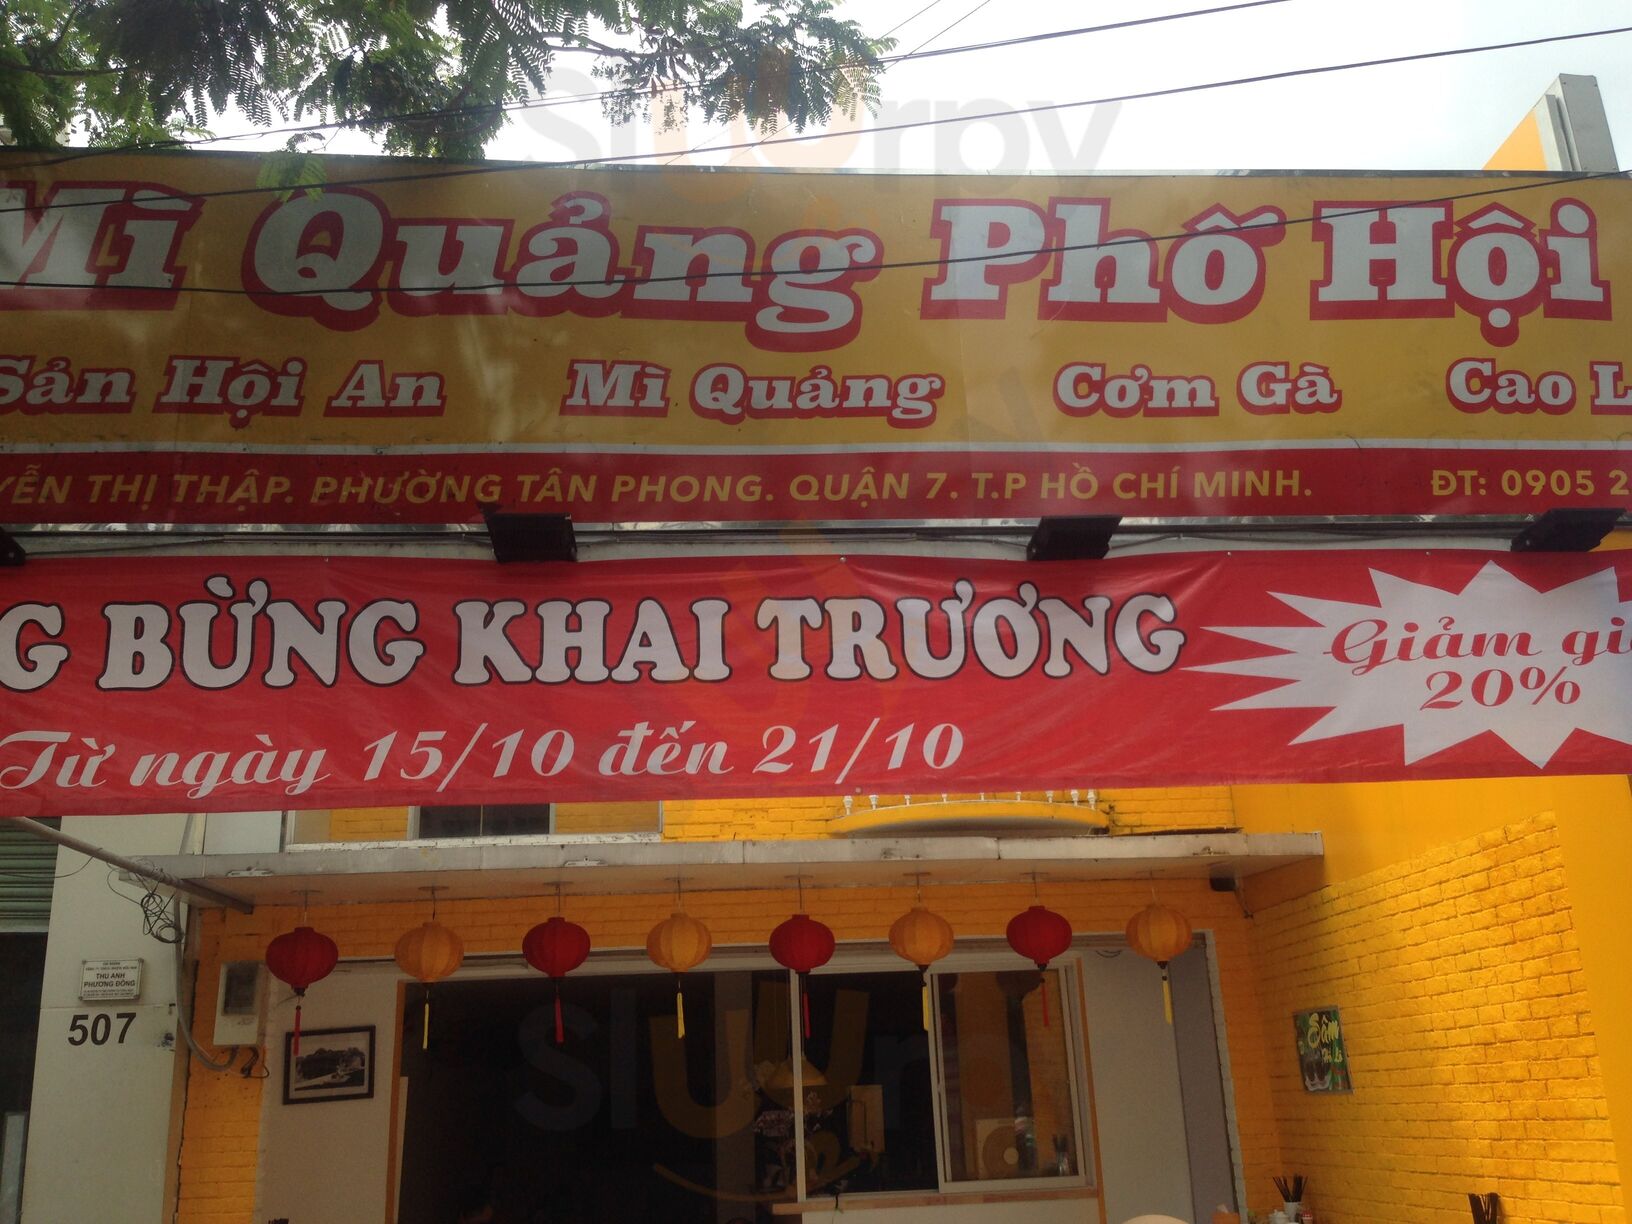 Mì Quảng Phố Hội
Sản Hội An Mì Quảng Cơm Gà Cao L
YỄN THỊ THẬP. PHƯỜNG TÂN PHONG. QUẬN 7. T.P HỒ CHÍ MINH. ĐT: 0905 2
G BỪNG KHAI TRƯƠNG
Từ ngày 15/10 đến 21/10
Giảm gi
20%
THU ANH
PHƯƠNG ĐÔNG
507
Sâm
Slurpy